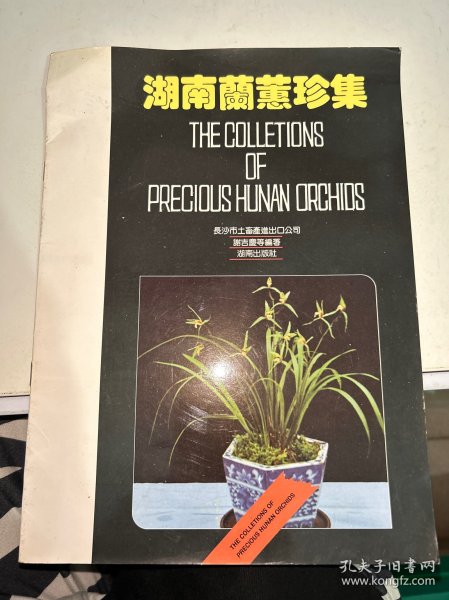 湖南蘭蕙珍集
THE COLLETIONS
OF
PRECIOUS HUNAN ORCHIDS
長沙市土畜產進出口公司
謝吉慶等編著
湖南出版社
THE COLLETIONS OF
PRECIOUS HUNAN ORCHIDS
孔夫子旧书网
www.kongfz.com